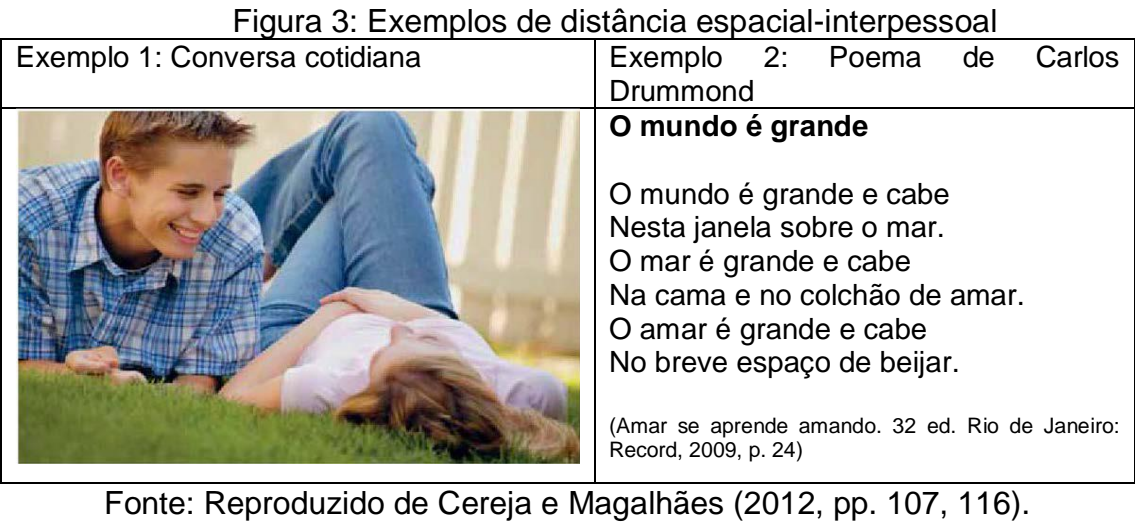 Figura 3: Exemplos de distância espacial-interpessoal
Exemplo 1: Conversa cotidiana
Exemplo 2: Poema de Carlos
Drummond
O mundo é grande
O mundo é grande e cabe
Nesta janela sobre o mar.
O mar é grande e cabe
Na cama e no colchão de amar.
O amar é grande e cabe
No breve espaço de beijar.
(Amar se aprende amando. 32 ed. Rio de Janeiro:
Record, 2009, p. 24)
Fonte: Reproduzido de Cereja e Magalhães (2012, pp. 107, 116).